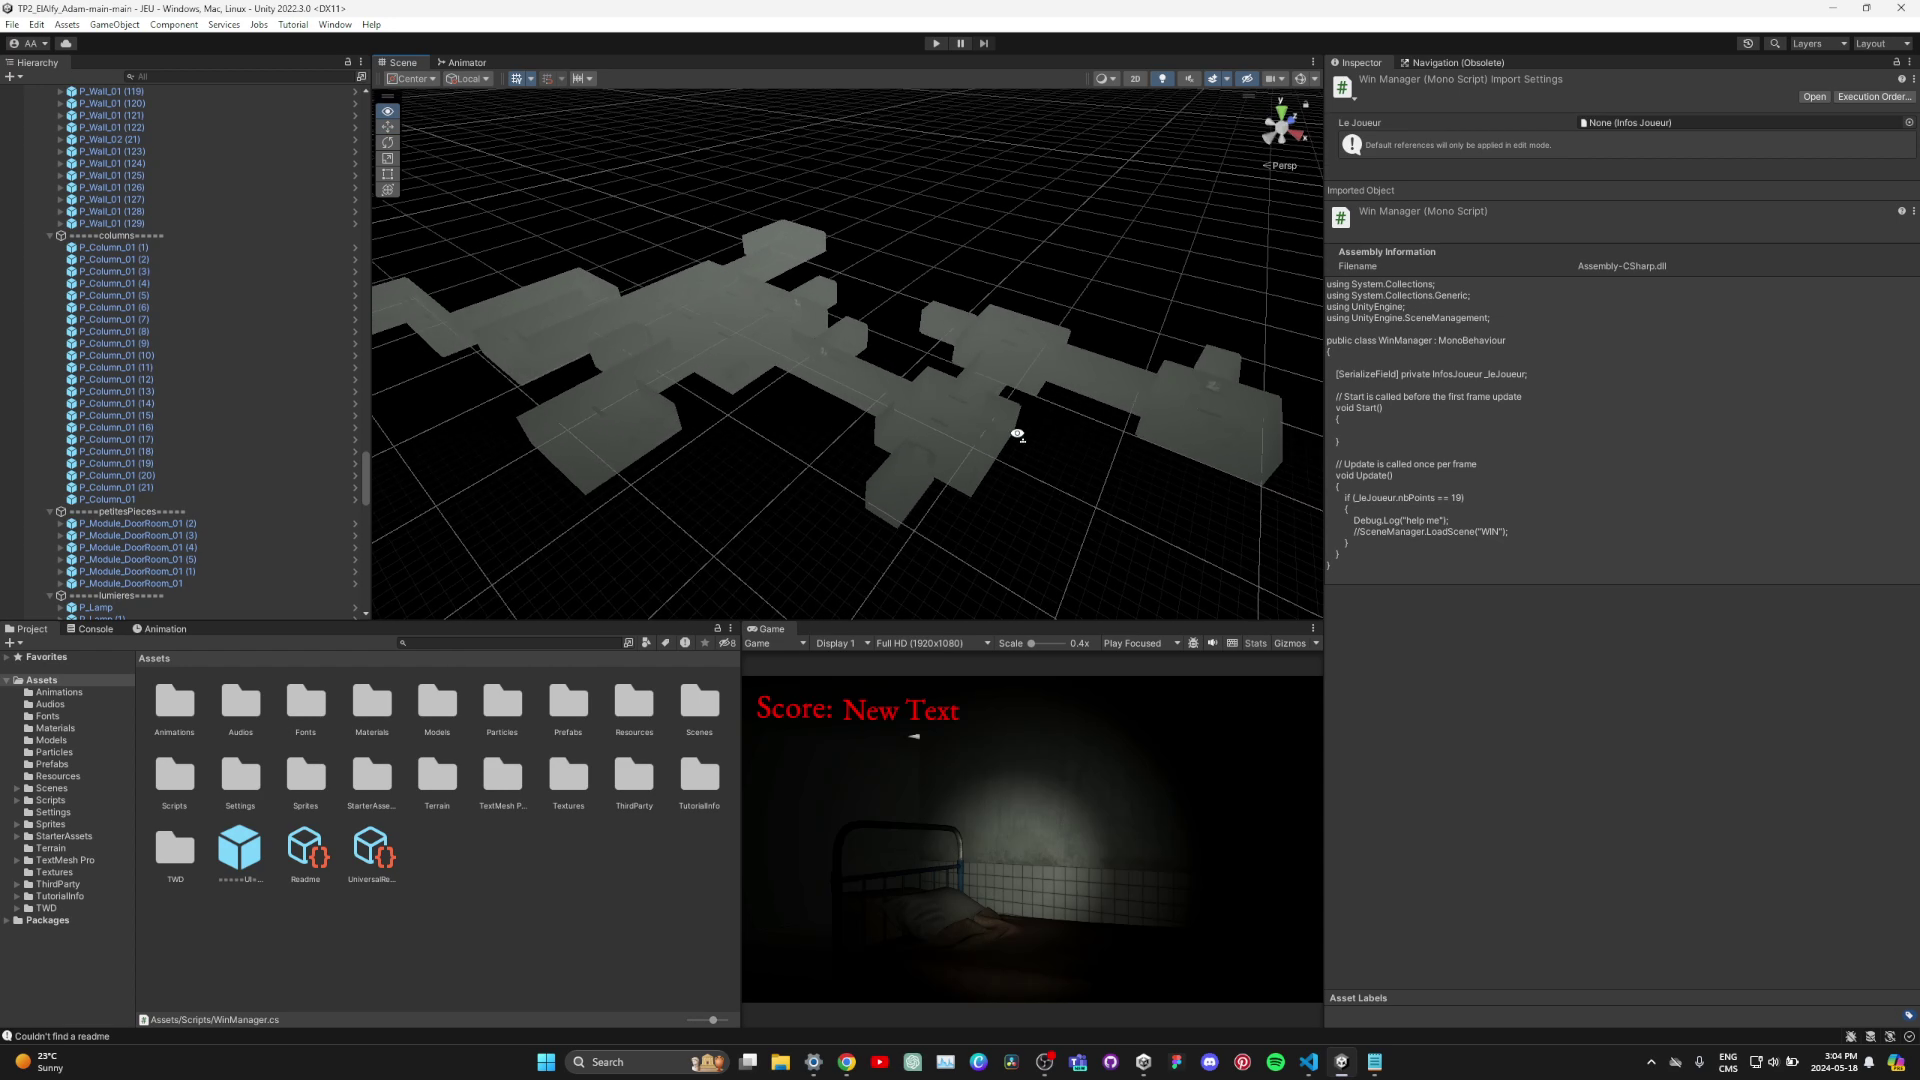 TP2_ElAlfy_Adam-main-main - JEU - Windows, Mac, Linux - Unity 2022.3.0 <DX11>
File Edit Assets GameObject Component Services Jobs Tutorial Window Help
AA
Layers Layout
Hierarchy
All
P_Wall_01 (119)
P_Wall_01 (120)
P_Wall_01 (121)
P_Wall_01 (122)
P_Wall_02 (21)
P_Wall_01 (123)
P_Wall_01 (124)
P_Wall_01 (125)
P_Wall_01 (126)
P_Wall_01 (127)
P_Wall_01 (128)
P_Wall_01 (129)
=====columns=====
P_Column_01 (1)
P_Column_01 (2)
P_Column_01 (3)
P_Column_01 (4)
P_Column_01 (5)
P_Column_01 (6)
P_Column_01 (7)
P_Column_01 (8)
P_Column_01 (9)
P_Column_01 (10)
P_Column_01 (11)
P_Column_01 (12)
P_Column_01 (13)
P_Column_01 (14)
P_Column_01 (15)
P_Column_01 (16)
P_Column_01 (17)
P_Column_01 (18)
P_Column_01 (19)
P_Column_01 (20)
P_Column_01 (21)
P_Column_01
=====petitesPieces=====
P_Module_DoorRoom_01 (2)
P_Module_DoorRoom_01 (3)
P_Module_DoorRoom_01 (4)
P_Module_DoorRoom_01 (5)
P_Module_DoorRoom_01 (1)
P_Module_DoorRoom_01
=====lumieres=====
P_Lamp
P_Lamp (1)
Scene Animator
Center Local 2D
y
z
x
Persp
Inspector Navigation (Obsolete)
Win Manager (Mono Script) Import Settings
Open Execution Order...
Le Joueur None (Infos Joueur)
Default references will only be applied in edit mode.
Imported Object
Win Manager (Mono Script)
Assembly Information
Filename Assembly-CSharp.dll
using System.Collections;
using System.Collections.Generic;
using UnityEngine;
using UnityEngine.SceneManagement;
public class WinManager : MonoBehaviour
{
[SerializeField] private InfosJoueur _leJoueur;
// Start is called before the first frame update
void Start()
{
}
// Update is called once per frame
void Update()
{
if (_leJoueur.nbPoints == 19)
{
Debug.Log("help me");
//SceneManager.LoadScene("WIN");
}
}
}
Asset Labels
Project Console Animation
8
Favorites
Assets
Animations
Audios
Fonts
Materials
Models
Particles
Prefabs
Resources
Scenes
Scripts
Settings
Sprites
StarterAssets
Terrain
TextMesh Pro
Textures
ThirdParty
TutorialInfo
TWD
Packages
Assets
Animations Audios Fonts Materials Models Particles Prefabs Resources Scenes
Scripts Settings Sprites StarterAsse... Terrain TextMesh P... Textures ThirdParty TutorialInfo
TWD =====UI=... Readme UniversalRe...
Assets/Scripts/WinManager.cs
Game
Game Display 1 Full HD (1920x1080) Scale 0.4x Play Focused Stats Gizmos
Score: New Text
Couldn't find a readme
23°C
Sunny
Search
ENG
CMS
3:04 PM
2024-05-18